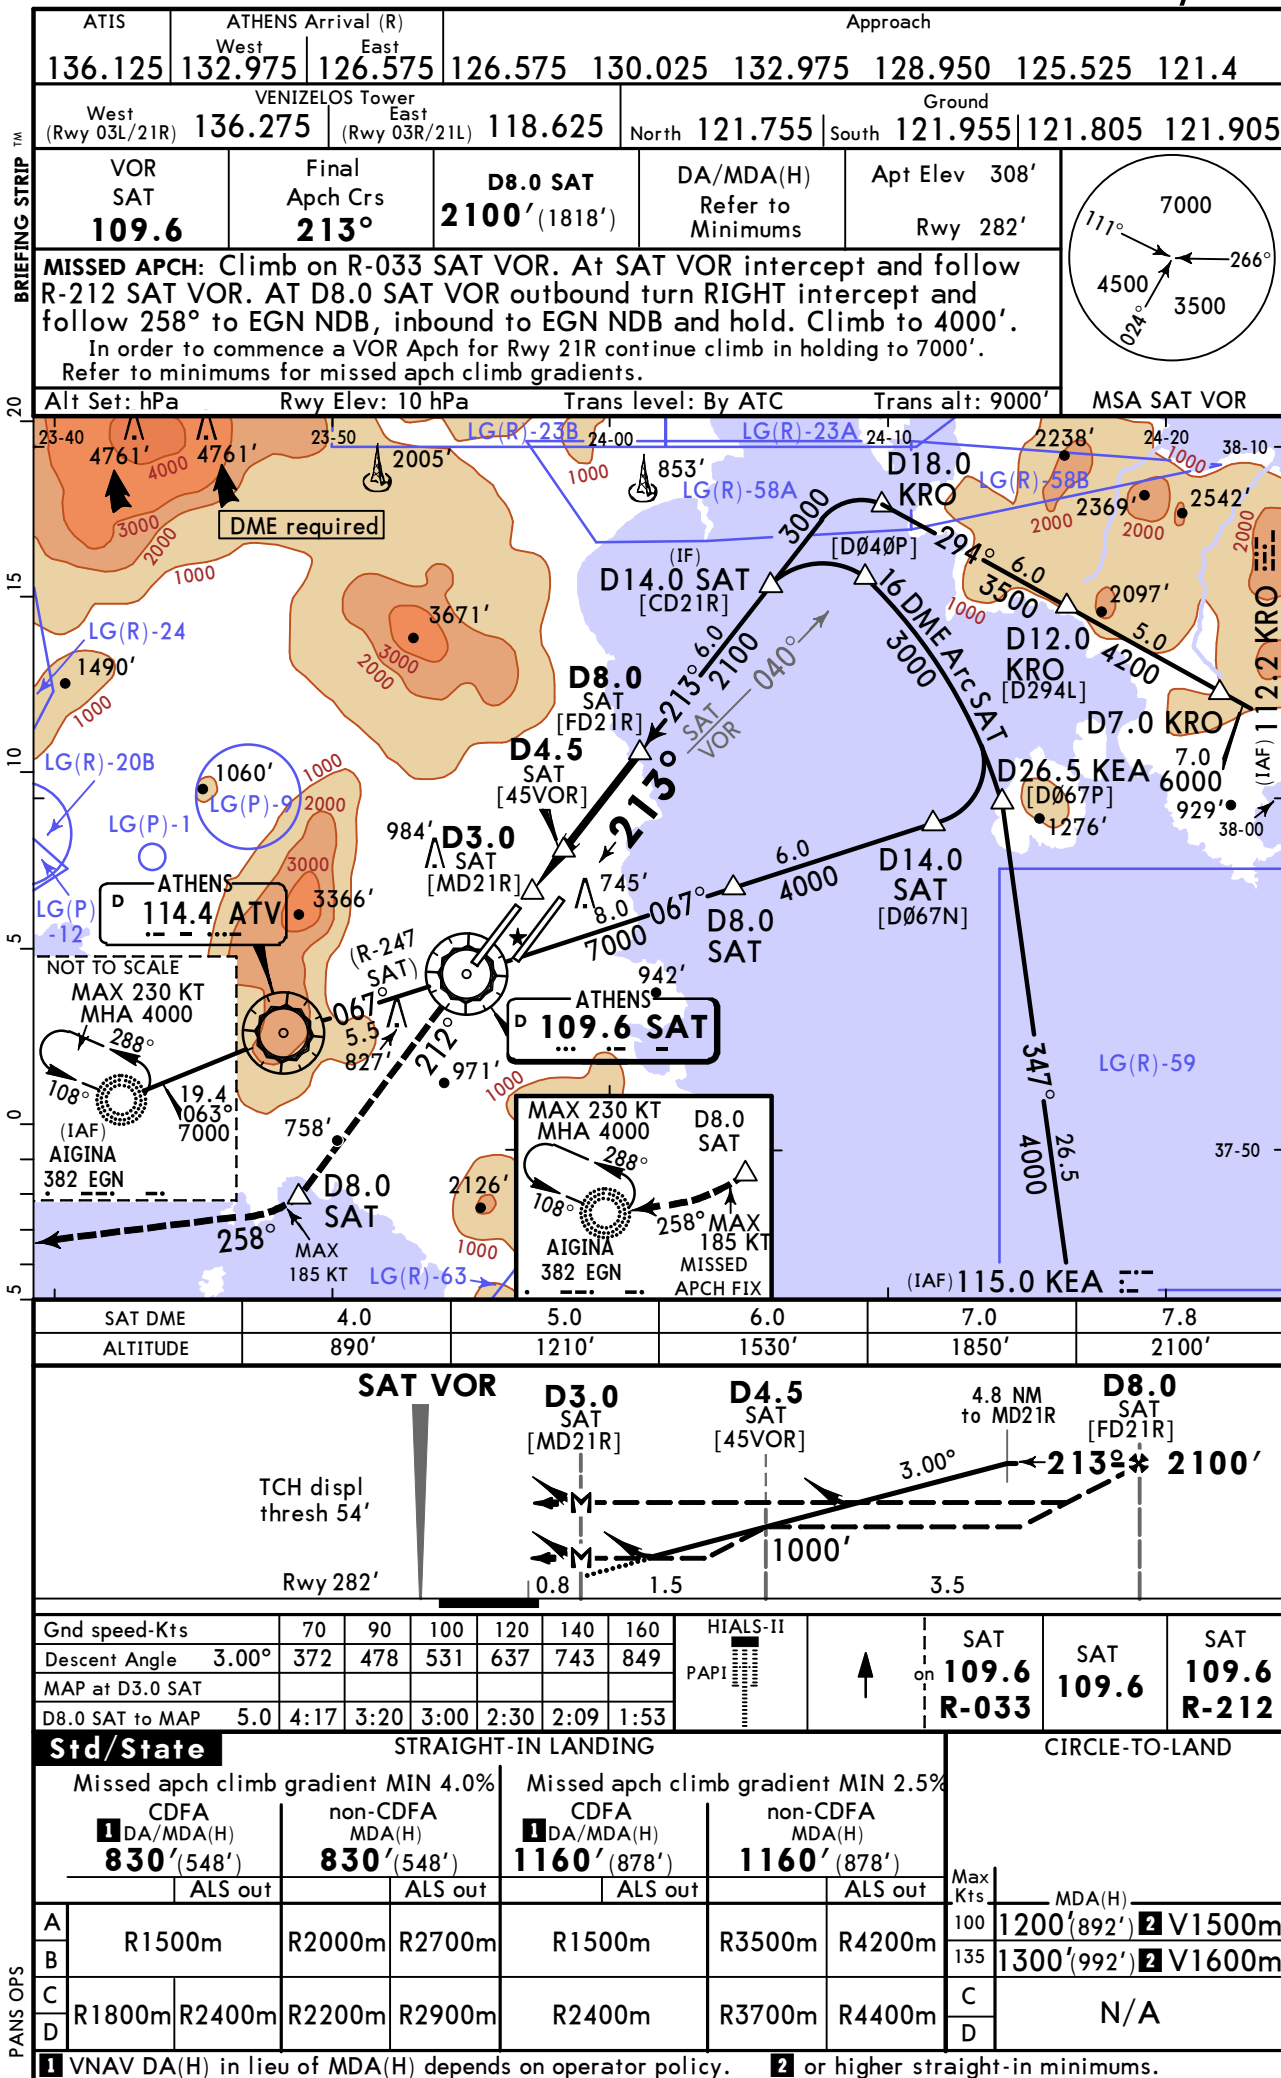 ATIS
136.125
ATHENS Arrival (R)
West
132.975
East
126.575
Approach
126.575 130.025 132.975 128.950 125.525 121.4
VENIZELOS Tower
West
(Rwy 03L/21R) 136.275
East
(Rwy 03R/21L) 118.625
Ground
North 121.755 South 121.955 121.805 121.905
BRIEFING STRIP TM
VOR
SAT
109.6
Final
Apch Crs
213°
D8.0 SAT
2100' (1818')
DA/MDA(H)
Refer to
Minimums
Apt Elev 308'
Rwy 282'
7000
111°
266°
4500
3500
024°
MSA SAT VOR
MISSED APCH: Climb on R-033 SAT VOR. At SAT VOR intercept and follow
R-212 SAT VOR. AT D8.0 SAT VOR outbound turn RIGHT intercept and
follow 258° to EGN NDB, inbound to EGN NDB and hold. Climb to 4000'.
In order to commence a VOR Apch for Rwy 21R continue climb in holding to 7000'.
Refer to minimums for missed apch climb gradients.
Alt Set: hPa Rwy Elev: 10 hPa Trans level: By ATC Trans alt: 9000'
20
15
10
5
0
5
23-40
23-50
24-00
24-10
24-20
38-10
38-00
37-50
LG(R)-23B
LG(R)-23A
4761'
4761'
4000
3000
2000
1000
2005'
1000
853'
LG(R)-58A
2238'
1000
LG(R)-58B
2369'
2542'
2000
2000
2000
DME required
D18.0
KRO
[DØ40P]
3000
294°
6.0
3500
(IF)
D14.0 SAT
[CD21R]
16 DME Arc SAT
3000
1000
2097'
D12.0
KRO
[D294L]
5.0
4200
D7.0 KRO
7.0
6000
(IAF) 112.2 KRO
929'
LG(R)-24
1490'
1000
3671'
3000
2000
D8.0
SAT
[FD21R]
213° 6.0
2100
SAT
VOR
040°
D4.5
SAT
[45VOR]
213°
D26.5 KEA
[DØ67P]
1276'
LG(R)-20B
1060'
LG(P)-9
1000
2000
3000
LG(P)-1
984'
D3.0
SAT
[MD21R]
745'
6.0
4000
D14.0
SAT
[DØ67N]
8.0
067°
7000
D8.0
SAT
ATHENS
D 114.4 ATV
3366'
LG(P)
-12
(R-247
SAT)
942'
NOT TO SCALE
MAX 230 KT
MHA 4000
288°
108°
19.4
063°
7000
(IAF)
AIGINA
382 EGN
067°
5.5
827'
212°
ATHENS
D 109.6 SAT
971'
1000
758'
LG(R)-59
347°
26.5
4000
D8.0
SAT
258°
MAX
185 KT
2126'
1000
LG(R)-63
MAX 230 KT
MHA 4000
D8.0
SAT
288°
108°
258°
MAX
185 KT
AIGINA
382 EGN
MISSED
APCH FIX
(IAF) 115.0 KEA
SAT DME 4.0 5.0 6.0 7.0 7.8
ALTITUDE 890' 1210' 1530' 1850' 2100'
SAT VOR
D3.0
SAT
[MD21R]
D4.5
SAT
[45VOR]
4.8 NM
to MD21R
D8.0
SAT
[FD21R]
3.00°
213° 2100'
TCH displ
thresh 54'
M
M
1000'
Rwy 282'
0.8 1.5 3.5
Gnd speed-Kts 70 90 100 120 140 160
Descent Angle 3.00° 372 478 531 637 743 849
MAP at D3.0 SAT
D8.0 SAT to MAP 5.0 4:17 3:20 3:00 2:30 2:09 1:53
HIALS-II
PAPI
on
SAT
109.6
R-033
SAT
109.6
SAT
109.6
R-212
Std/State
STRAIGHT-IN LANDING
CIRCLE-TO-LAND
Missed apch climb gradient MIN 4.0% Missed apch climb gradient MIN 2.5%
CDFA
1 DA/MDA(H)
830' (548')
non-CDFA
MDA(H)
830' (548')
CDFA
1 DA/MDA(H)
1160' (878')
non-CDFA
MDA(H)
1160' (878')
ALS out ALS out ALS out ALS out
Max
Kts
MDA(H)
A
B
R1500m R2000m R2700m R1500m R3500m R4200m
100 1200' (892') 2 V1500m
135 1300' (992') 2 V1600m
C
D
R1800m R2400m R2200m R2900m R2400m R3700m R4400m
C
D
N/A
PANS OPS
1 VNAV DA(H) in lieu of MDA(H) depends on operator policy. 2 or higher straight-in minimums.